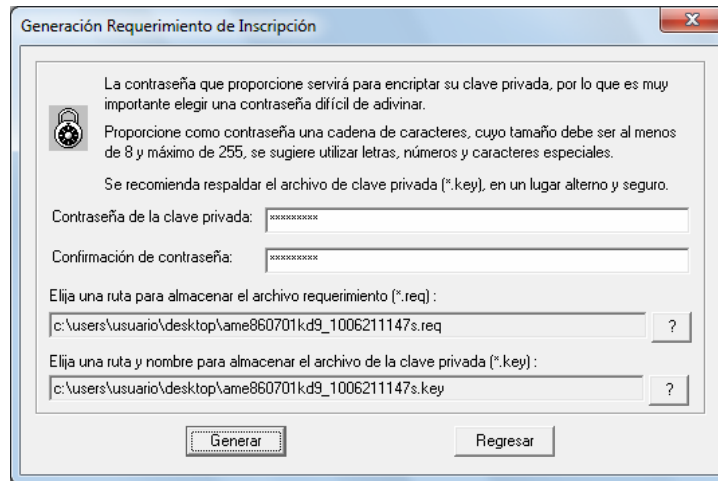 Generación Requerimiento de Inscripción
La contraseña que proporcione servirá para encriptar su clave privada, por lo que es muy
importante elegir una contraseña difícil de adivinar.
Proporcione como contraseña una cadena de caracteres, cuyo tamaño debe ser al menos
de 8 y máximo de 255, se sugiere utilizar letras, números y caracteres especiales.
Se recomienda respaldar el archivo de clave privada (*.key), en un lugar alterno y seguro.
Contraseña de la clave privada: *********
Confirmación de contraseña: *********
Elija una ruta para almacenar el archivo requerimiento (*.req) :
c:\users\usuario\desktop\ame860701kd9_1006211147s.req ?
Elija una ruta y nombre para almacenar el archivo de la clave privada (*.key) :
c:\users\usuario\desktop\ame860701kd9_1006211147s.key ?
Generar Regresar